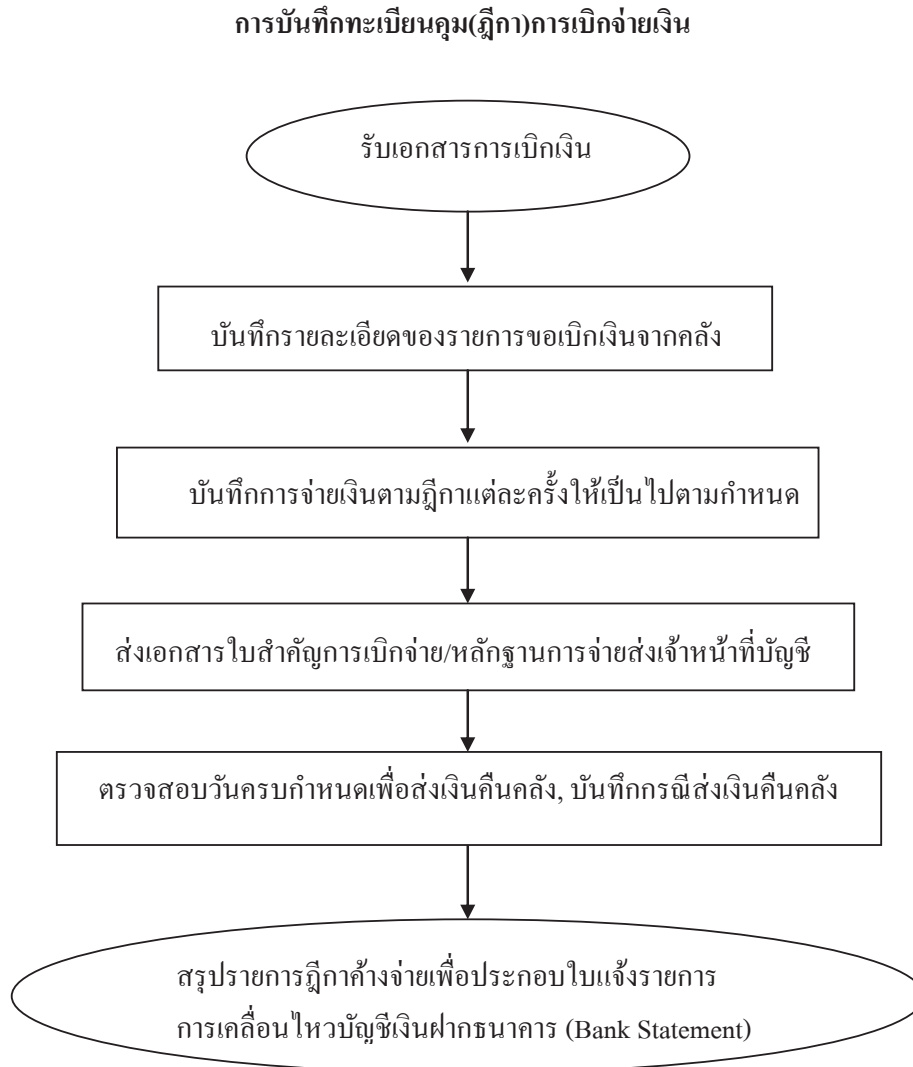 การบันทึกทะเบียนคุม(ฎีกา)การเบิกจ่ายเงิน
รับเอกสารการเบิกเงิน
บันทึกรายละเอียดของรายการขอเบิกเงินจากคลัง
บันทึกการจ่ายเงินตามฎีกาแต่ละครั้งให้เป็นไปตามกำหนด
ส่งเอกสารใบสำคัญการเบิกจ่าย/หลักฐานการจ่ายส่งเจ้าหน้าที่บัญชี
ตรวจสอบวันครบกำหนดเพื่อส่งเงินคืนคลัง, บันทึกกรณีส่งเงินคืนคลัง
สรุปรายการฎีกาค้างจ่ายเพื่อประกอบใบแจ้งรายการ
การเคลื่อนไหวบัญชีเงินฝากธนาคาร (Bank Statement)